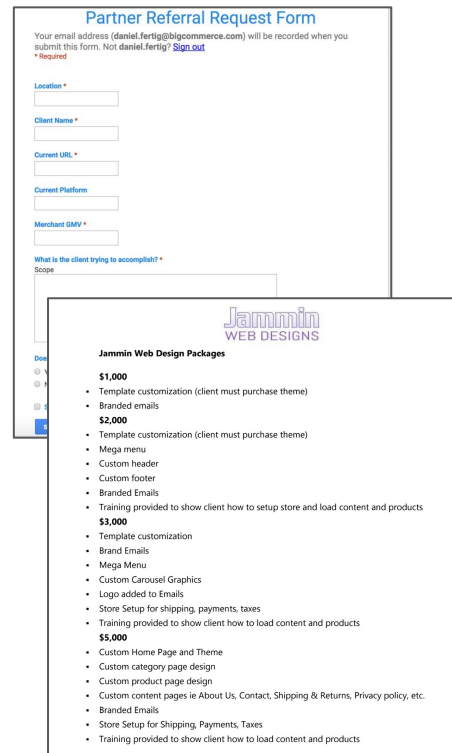 Partner Referral Request Form
Your email address (daniel.fertig@bigcommerce.com) will be recorded when you
submit this form. Not daniel.fertig? Sign out
* Required
Location *
Client Name *
Current URL *
Current Platform
Merchant GMV *
What is the client trying to accomplish? *
Scope
Jammin
WEB DESIGNS
Jammin Web Design Packages
$1,000
▪ Template customization (client must purchase theme)
▪ Branded emails
$2,000
▪ Template customization (client must purchase theme)
▪ Mega menu
▪ Custom header
▪ Custom footer
▪ Branded Emails
▪ Training provided to show client how to setup store and load content and products
$3,000
▪ Template customization
▪ Brand Emails
▪ Mega Menu
▪ Custom Carousel Graphics
▪ Logo added to Emails
▪ Store Setup for shipping, payments, taxes
▪ Training provided to show client how to load content and products
$5,000
▪ Custom Home Page and Theme
▪ Custom category page design
▪ Custom product page design
▪ Custom content pages ie About Us, Contact, Shipping & Returns, Privacy policy, etc.
▪ Branded Emails
▪ Store Setup for Shipping, Payments, Taxes
▪ Training provided to show client how to load content and products